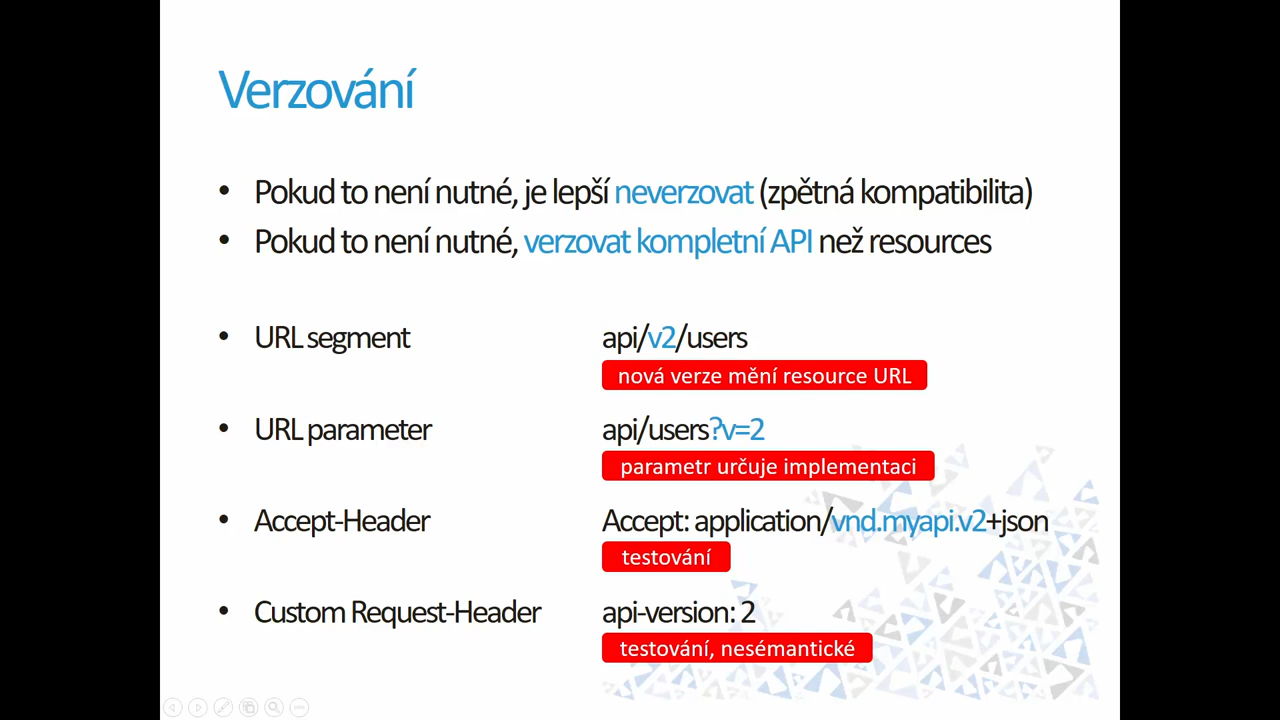 Verzování
• Pokud to není nutné, je lepší neverzovat (zpětná kompatibilita)
• Pokud to není nutné, verzovat kompletní API než resources
• URL segment api/v2/users
nová verze mění resource URL
• URL parameter api/users?v=2
parametr určuje implementaci
• Accept-Header Accept: application/vnd.myapi.v2+json
testování
• Custom Request-Header api-version: 2
testování, nesémantické